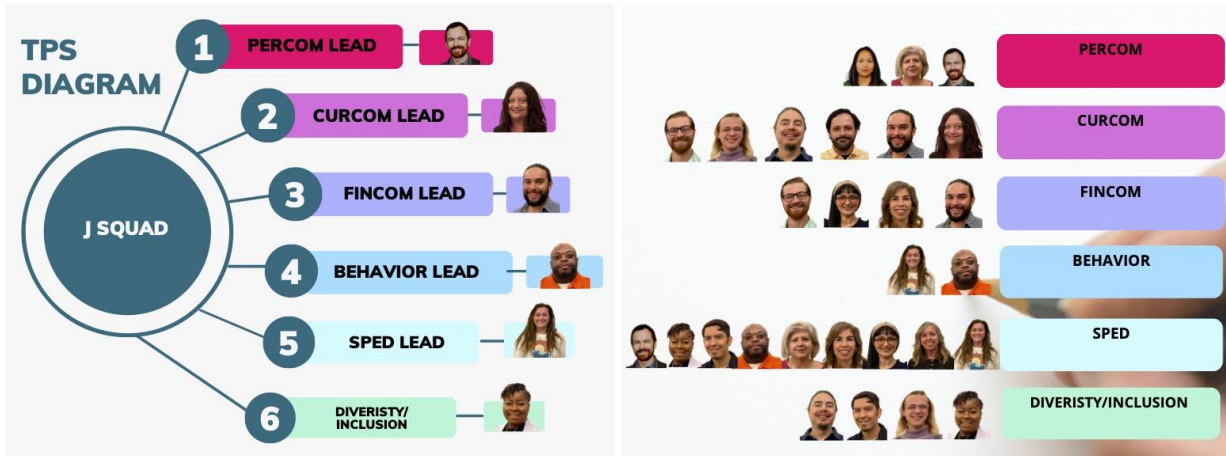 TPS
DIAGRAM
J SQUAD
1
PERCOM LEAD
2
CURCOM LEAD
3
FINCOM LEAD
4
BEHAVIOR LEAD
5
SPED LEAD
6
DIVERISTY/
INCLUSION
PERCOM
CURCOM
FINCOM
BEHAVIOR
SPED
DIVERISTY/INCLUSION